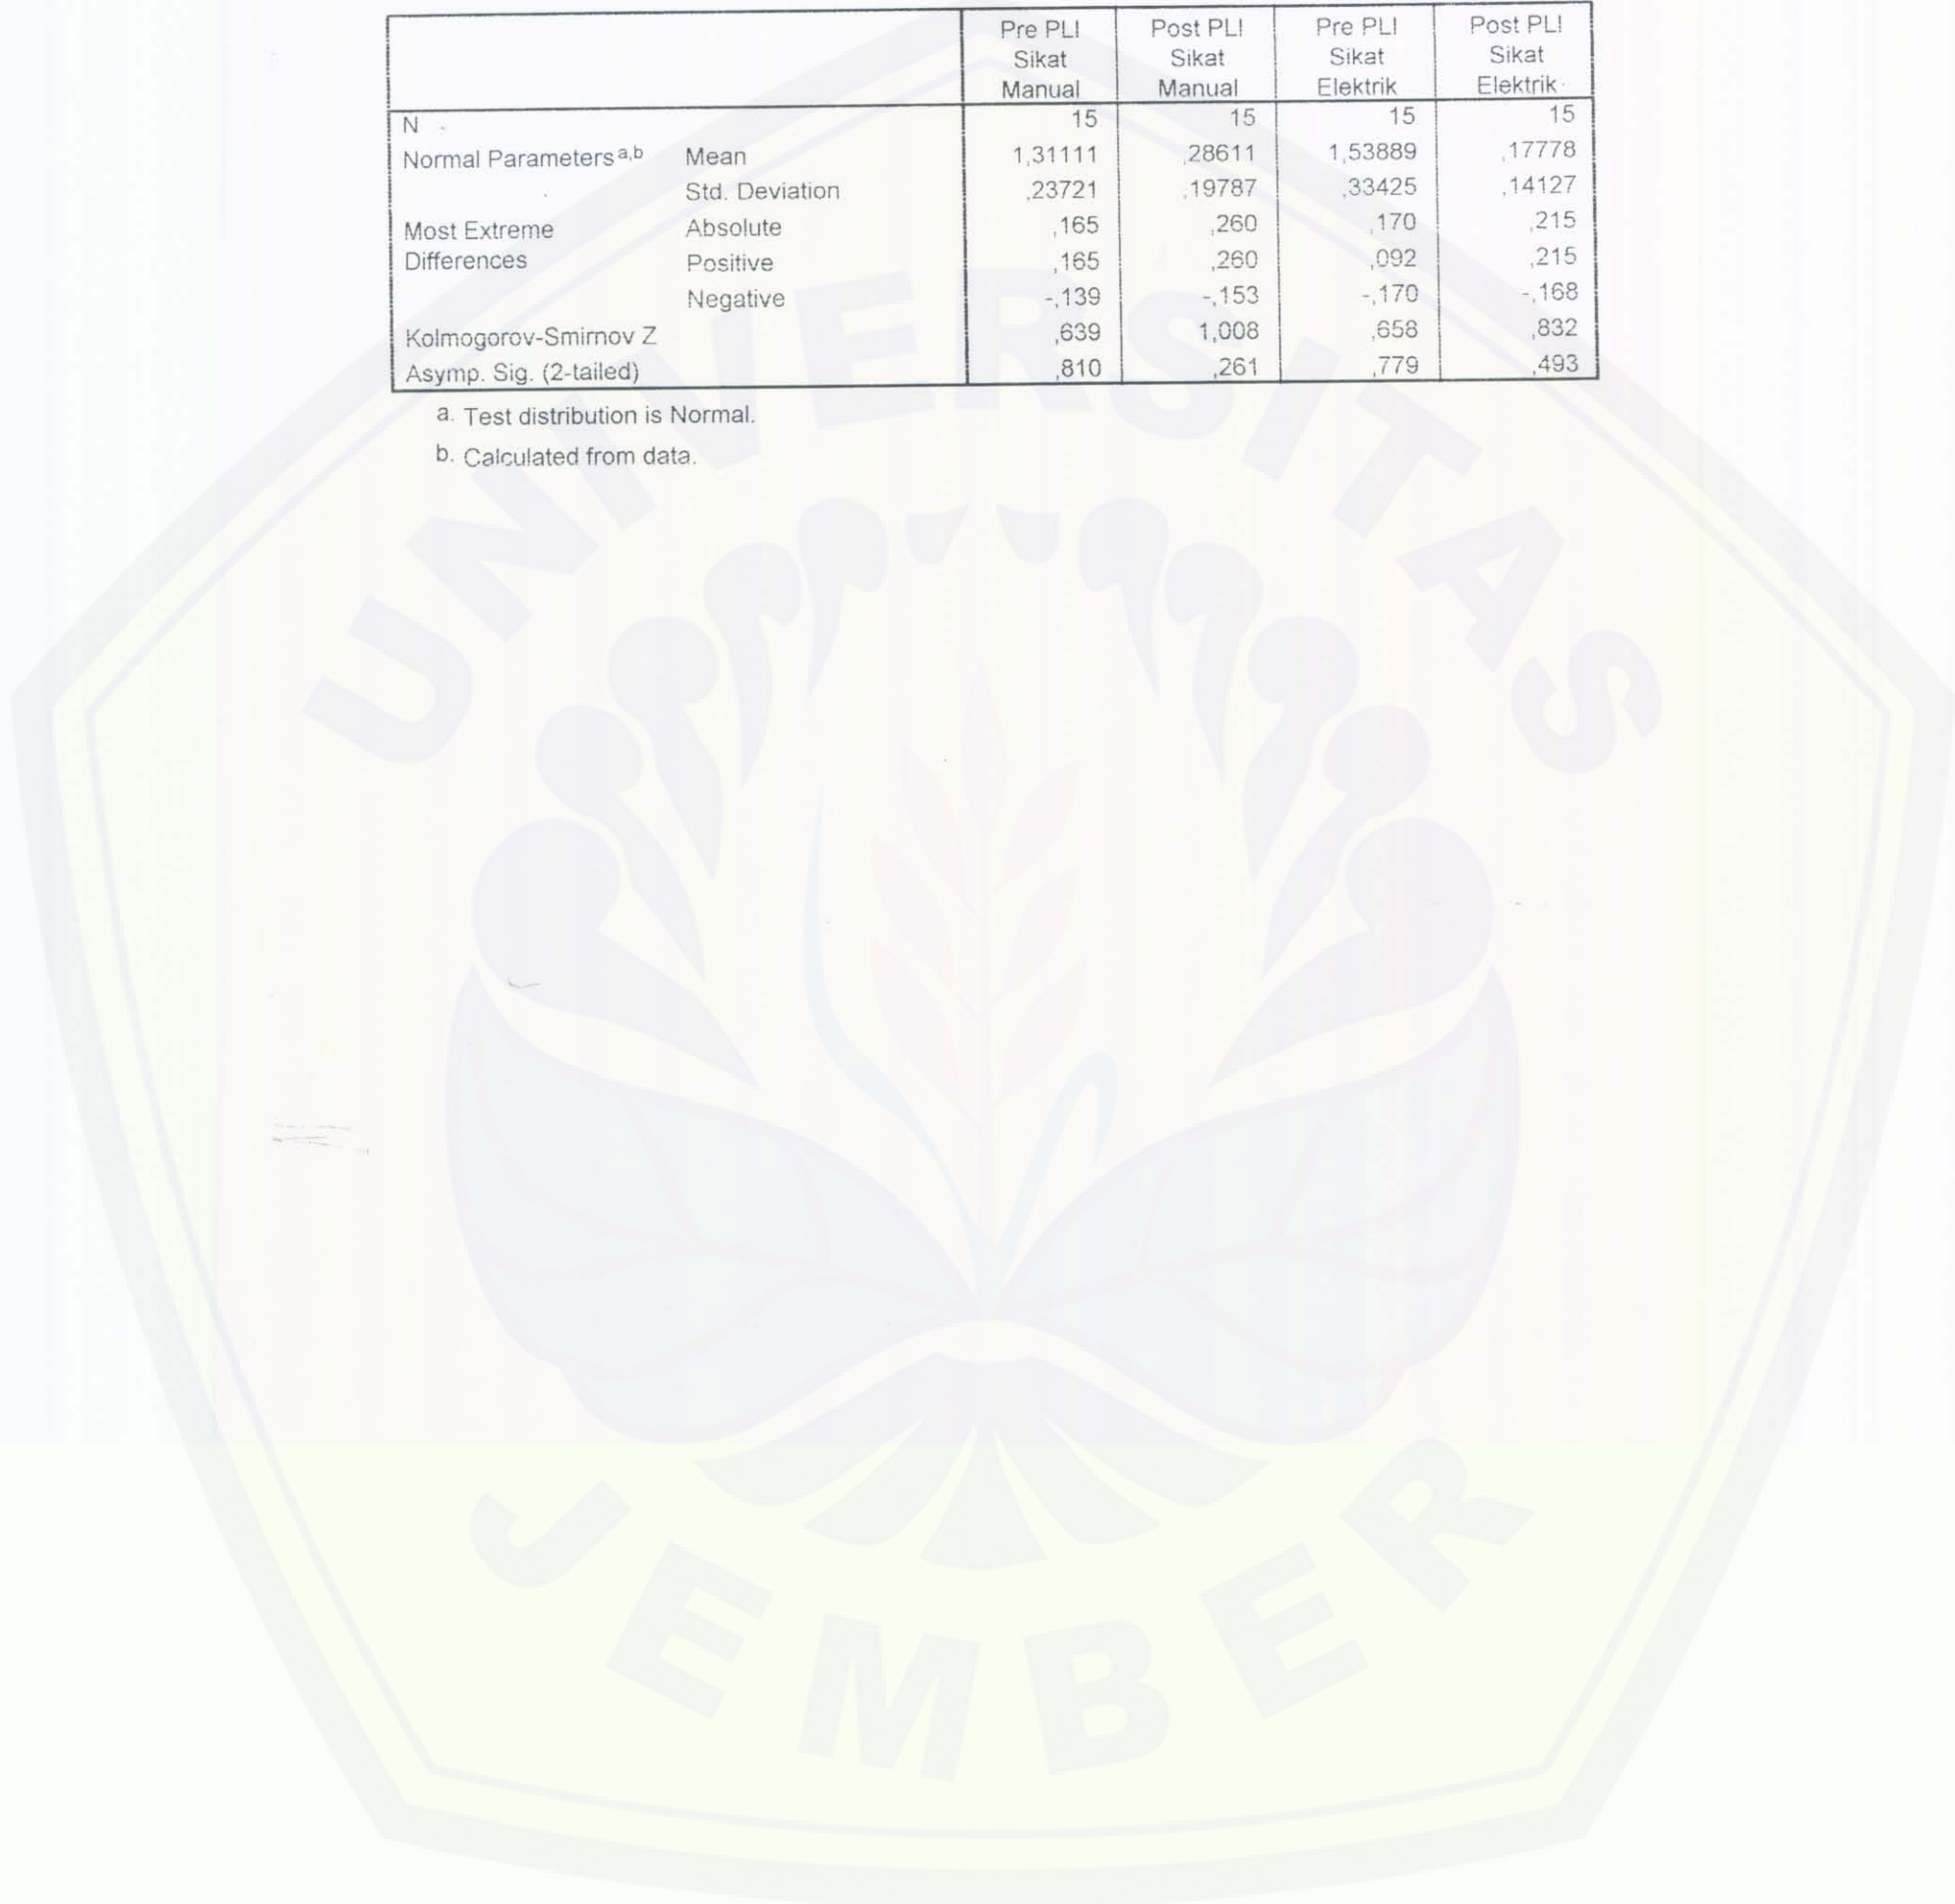 Pre PLI Sikat Manual Post PLI Sikat Manual Pre PLI Sikat Elektrik Post PLI Sikat Elektrik
N 15 15 15 15
Normal Parameters a,b Mean 1,31111 ,28611 1,53889 ,17778
Std. Deviation ,23721 ,19787 ,33425 ,14127
Most Extreme Differences Absolute ,165 ,260 ,170 ,215
Positive ,165 ,260 ,092 ,215
Negative -,139 -,153 -,170 -,168
Kolmogorov-Smirnov Z ,639 1,008 ,658 ,832
Asymp. Sig. (2-tailed) ,810 ,261 ,779 ,493
a. Test distribution is Normal.
b. Calculated from data.
UNIVERSITAS
JEMBER